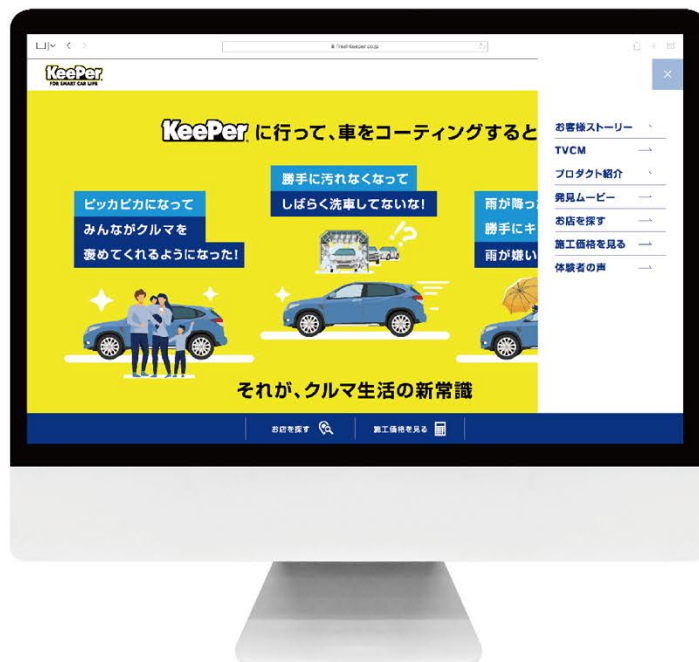 KeePer
FOR SMART CAR LIFE
KeePer に行って、車をコーティングすると
ピッカピカになって
みんながクルマを
褒めてくれるようになった!
勝手に汚れなくなって
しばらく洗車してないな!
!?
雨が降っ
勝手にキ
雨が嫌い
それが、クルマ生活の新常識
お客様ストーリー
TVCM
プロダクト紹介
発見ムービー
お店を探す
施工価格を見る
体験者の声
お店を探す
施工価格を見る